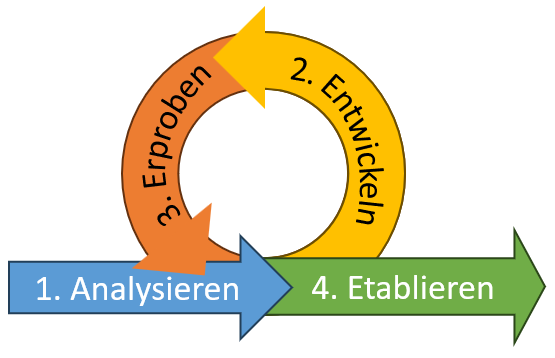 1. Analysieren
2. Entwickeln
3. Erproben
4. Etablieren